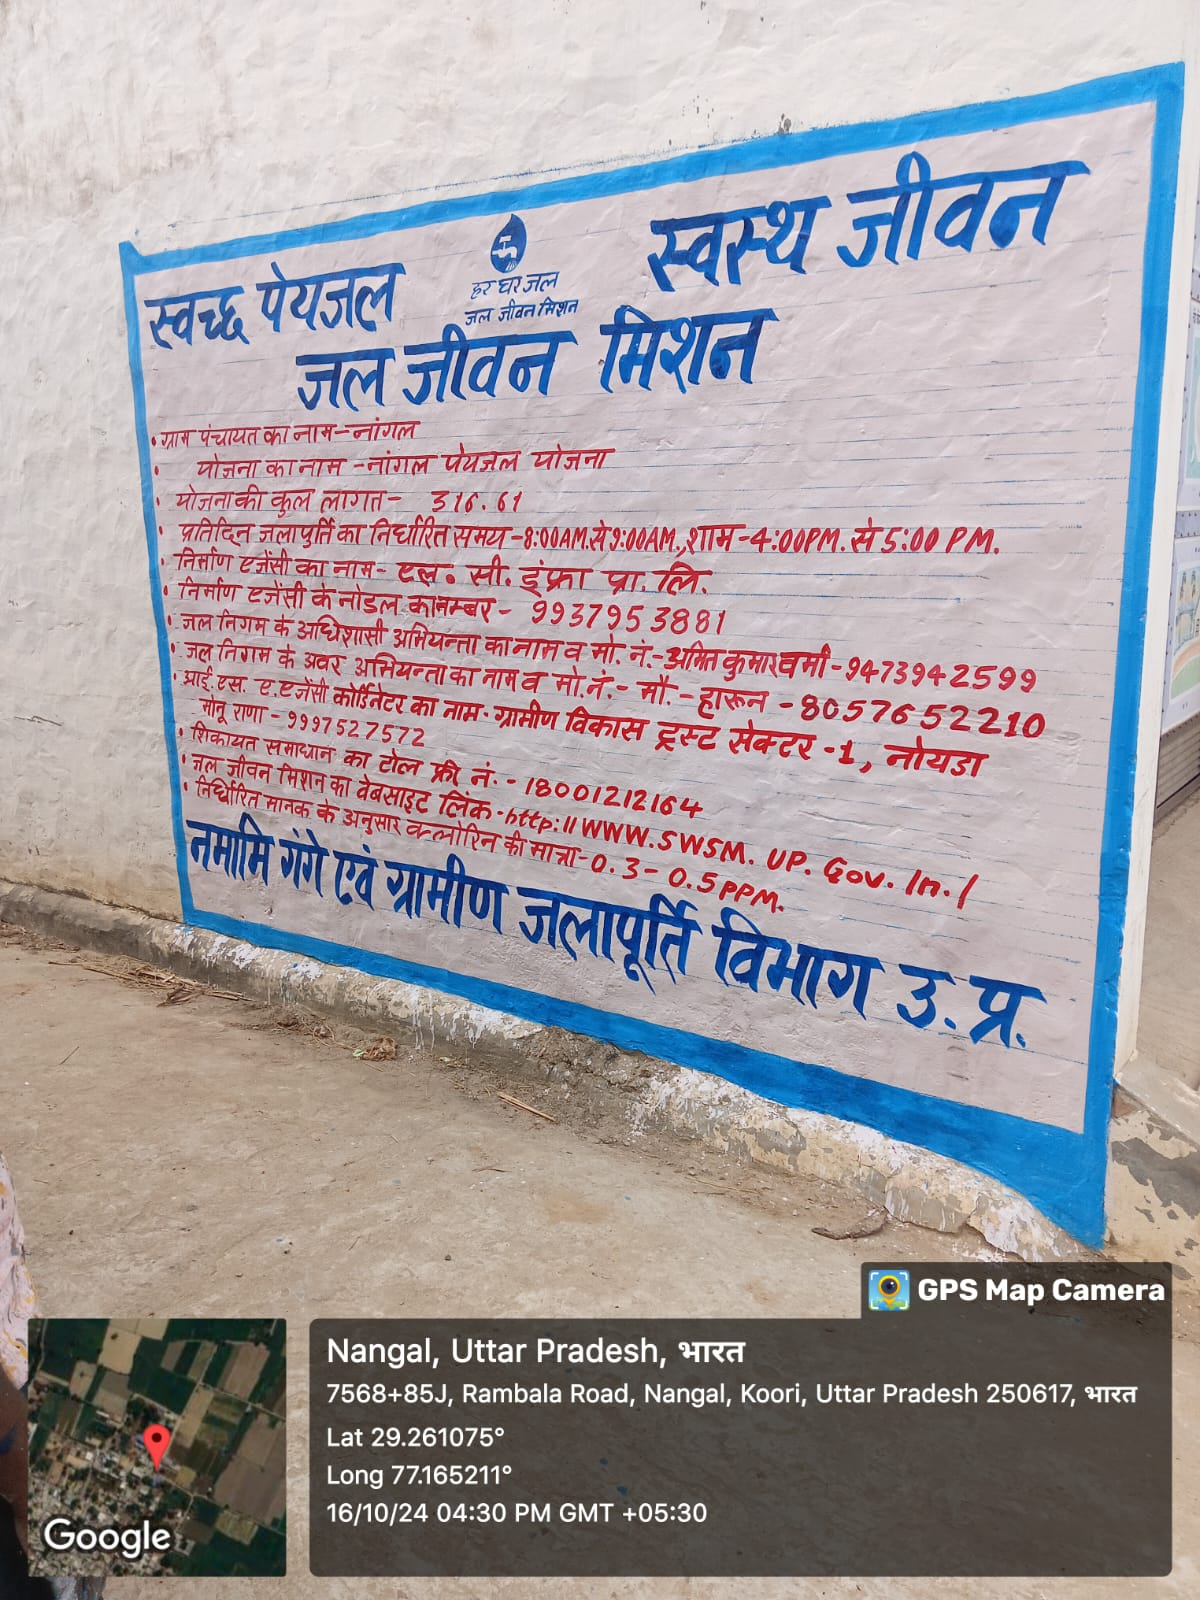 स्वच्छ पेयजल
हर घर जल
जल जीवन मिशन
स्वस्थ जीवन
जल जीवन मिशन
• ग्राम पंचायत का नाम-नांगल
• योजना का नाम -नांगल पेयजल योजना
• योजना की कुल लागत- 316.61
• प्रतिदिन जलापूर्ति का निर्धारित समय-8:00AM.से 9:00AM., शाम-4:00PM. से 5:00 PM.
• निर्माण एजेंसी का नाम- एल. सी. इंफ्रा प्रा. लि.
• निर्माण एजेंसी के नोडल का नम्बर- 9937953881
• जल निगम के अधिशासी अभियन्ता का नाम व मो. नं.-अमित कुमार वर्मा-9473942599
• जल निगम के अवर अभियन्ता का नाम व मो.नं.- मौ.- हारून -8057652210
• आई.एस. ए.एजेंसी कोर्डिनेटर का नाम-ग्रामीण विकास ट्रस्ट सेक्टर -1, नोयडा
मोनू राणा-9997527572
• शिकायत समाधान का टोल फ्री नं.- 18001212164
• जल जीवन मिशन का वेबसाइट लिंक-http://WWW.SWSM.UP.Gov.In./
• निर्धारित मानक के अनुसार क्लोरिन की मात्रा-0.3-0.5PPM.
नमामि गंगे एवं ग्रामीण जलापूर्ति विभाग उ.प्र.
GPS Map Camera
Nangal, Uttar Pradesh, भारत
7568+85J, Rambala Road, Nangal, Koori, Uttar Pradesh 250617, भारत
Lat 29.261075°
Long 77.165211°
16/10/24 04:30 PM GMT +05:30
Google